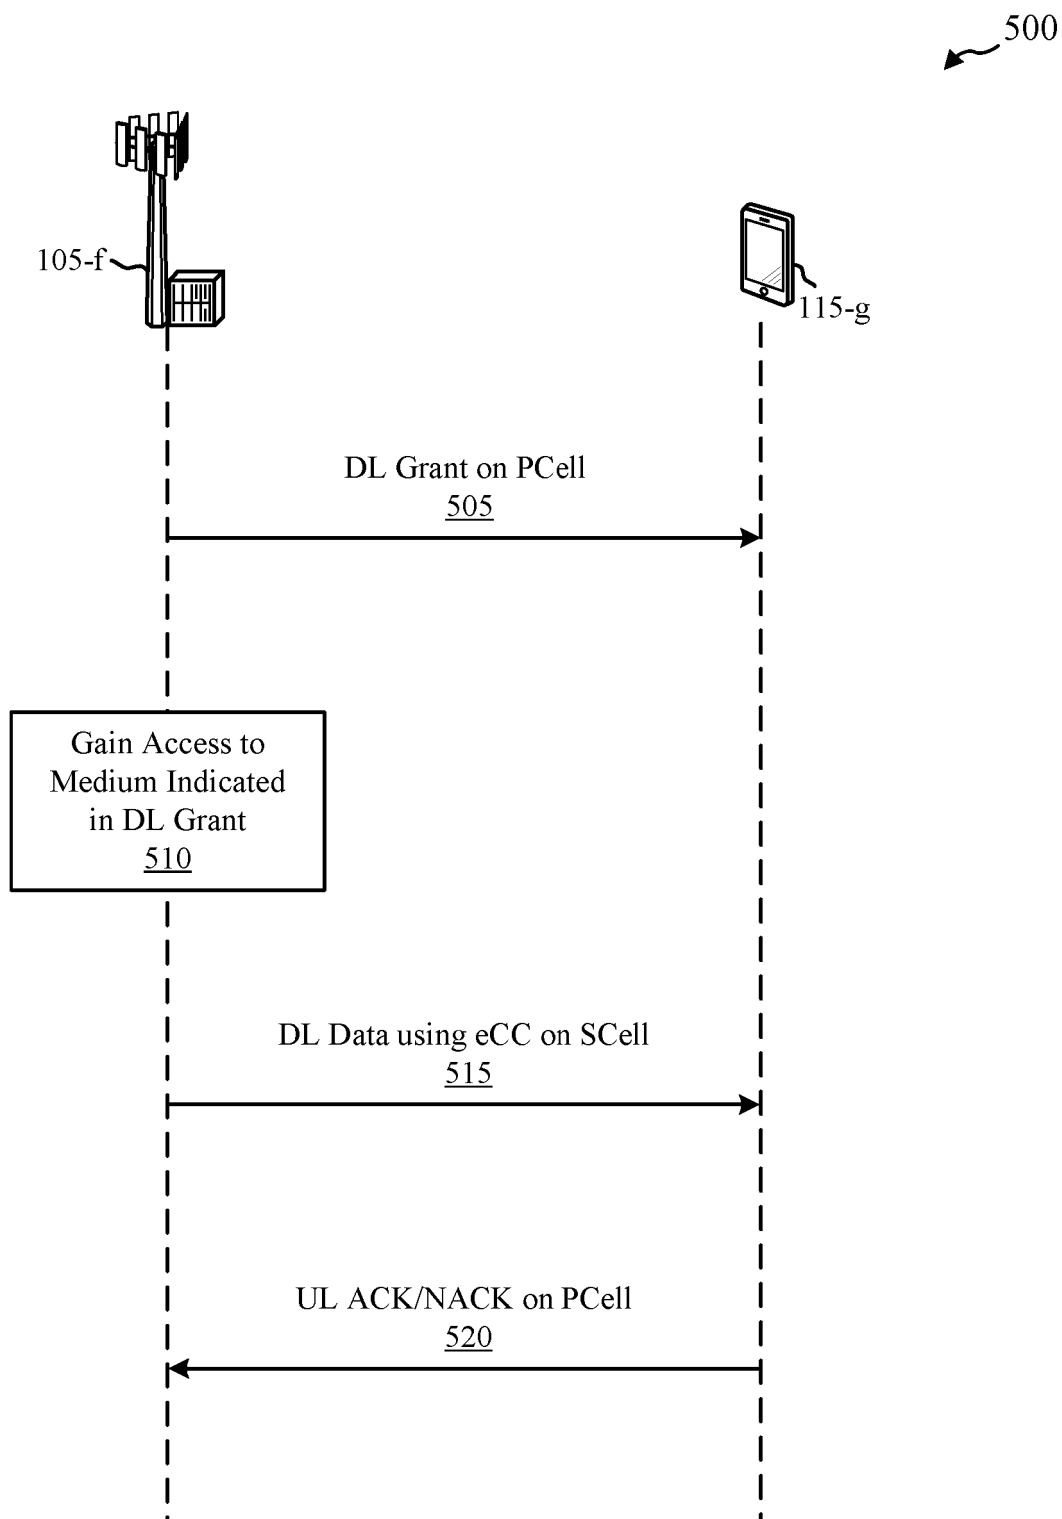 500
105-f
115-g
DL Grant on PCell
505
Gain Access to
Medium Indicated
in DL Grant
510
DL Data using eCC on SCell
515
UL ACK/NACK on PCell
520